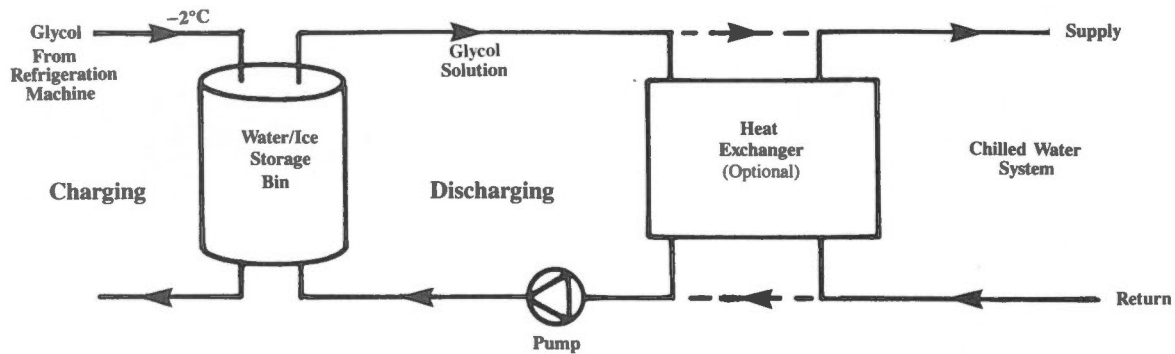 −2°C
Glycol
From
Refrigeration
Machine
Glycol
Solution
Supply
Water/Ice
Storage
Bin
Heat
Exchanger
(Optional)
Chilled Water
System
Charging
Discharging
Return
Pump